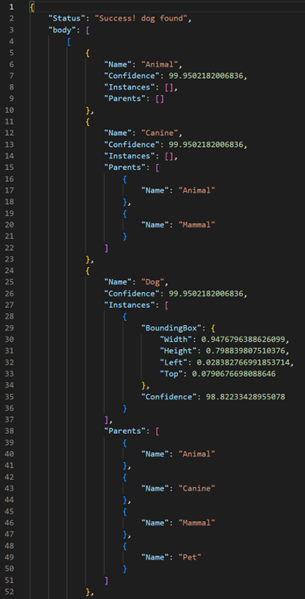 1 {
2 "Status": "Success! dog found",
3 "body": [
4 [
5 {
6 "Name": "Animal",
7 "Confidence": 99.9502182006836,
8 "Instances": [],
9 "Parents": []
10 },
11 {
12 "Name": "Canine",
13 "Confidence": 99.9502182006836,
14 "Instances": [],
15 "Parents": [
16 {
17 "Name": "Animal"
18 },
19 {
20 "Name": "Mammal"
21 }
22 ]
23 },
24 {
25 "Name": "Dog",
26 "Confidence": 99.9502182006836,
27 "Instances": [
28 {
29 "BoundingBox": {
30 "Width": 0.9476796388626099,
31 "Height": 0.798839807510376,
32 "Left": 0.028382766991853714,
33 "Top": 0.0790676698088646
34 },
35 "Confidence": 98.82233428955078
36 }
37 ],
38 "Parents": [
39 {
40 "Name": "Animal"
41 },
42 {
43 "Name": "Canine"
44 },
45 {
46 "Name": "Mammal"
47 },
48 {
49 "Name": "Pet"
50 }
51 ]
52 },